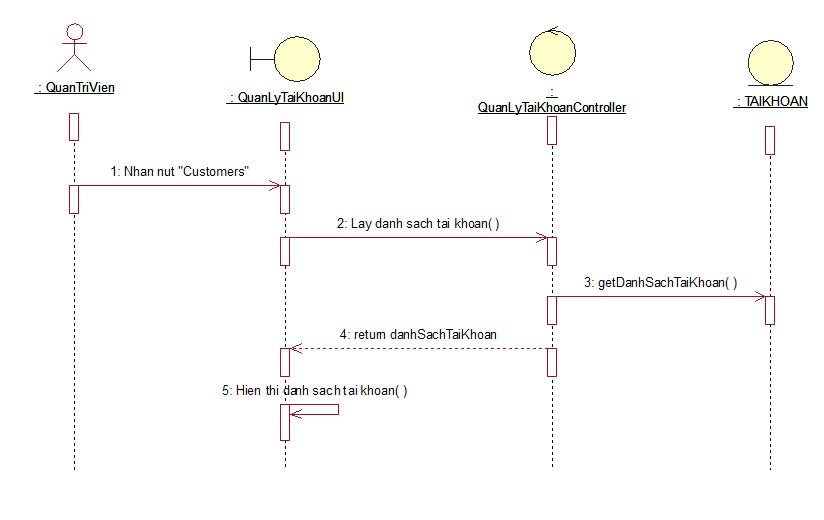 : QuanTriVien
: QuanLyTaiKhoanUI
:
QuanLyTaiKhoanController
: TAIKHOAN
1: Nhan nut "Customers"
2: Lay danh sach tai khoan( )
3: getDanhSachTaiKhoan( )
4: return danhSachTaiKhoan
5: Hien thi danh sach tai khoan( )